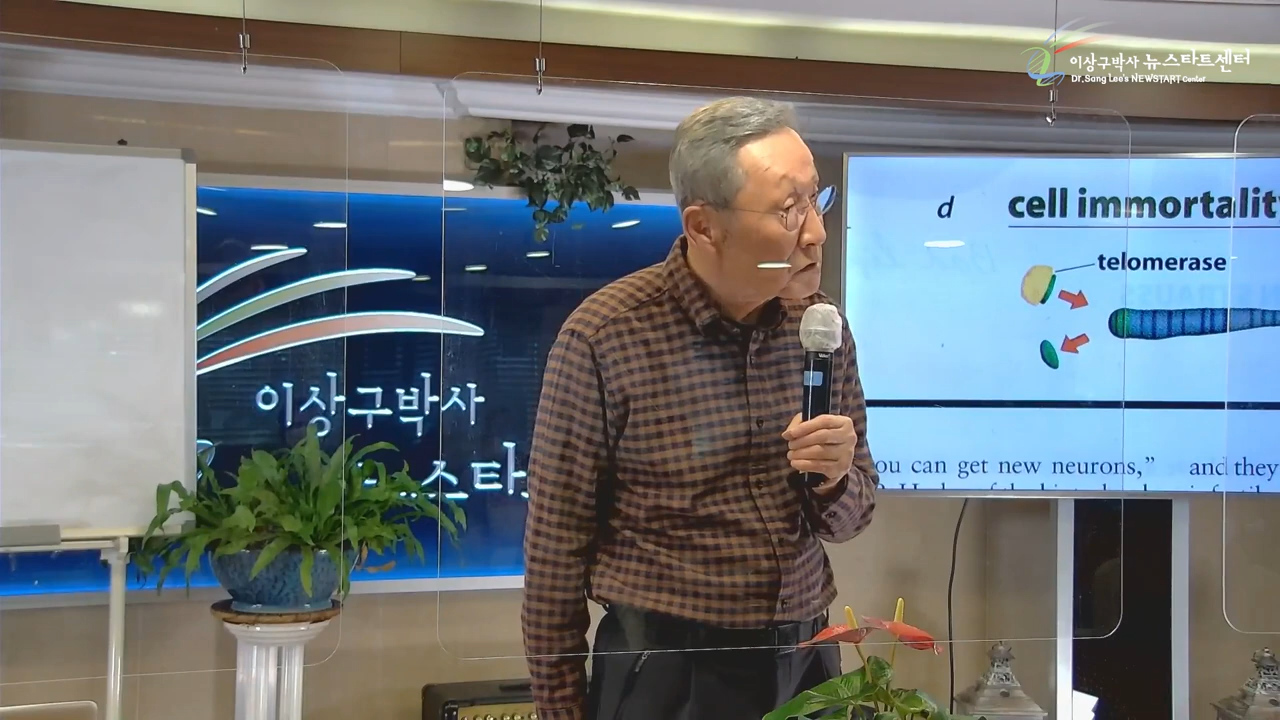 이상구박사 뉴스타트센터
Dr. Sang Lee's NEWSTART Center
d cell immortalit
telomerase
이상구박사
스타
ou can get new neurons," and they